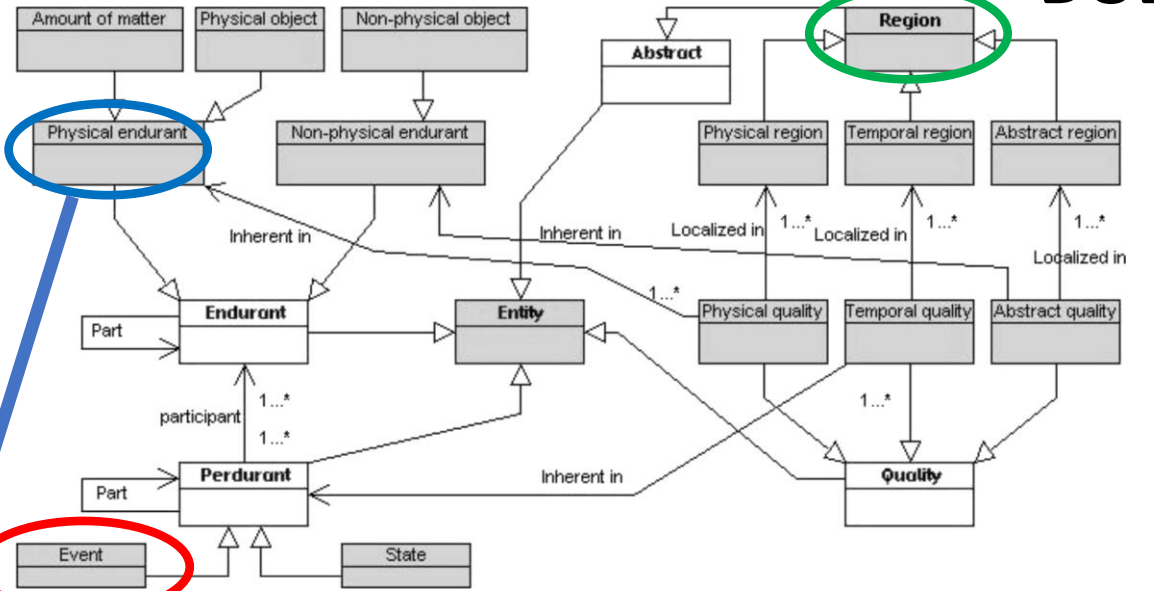 Amount of matter
Physical object
Non-physical object
Abstract
Region
Physical endurant
Non-physical endurant
Physical region
Temporal region
Abstract region
Inherent in
Inherent in
Localized in
1...*
Localized in
1...*
Localized in
1...*
Endurant
Part
Entity
1...*
Physical quality
Temporal quality
Abstract quality
participant
1...*
1...*
1...*
Perdurant
Part
Inherent in
Quality
Event
State